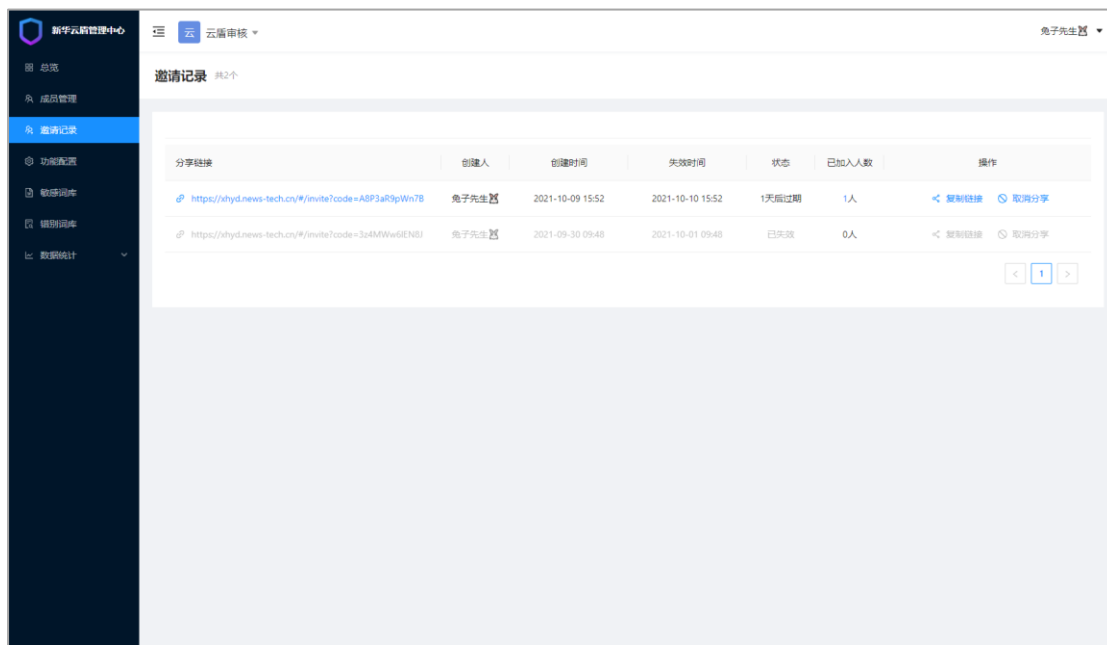 新华云盾管理中心
云 云盾审核
兔子先生🐰
总览
成员管理
邀请记录
功能配置
敏感词库
错别词库
数据统计
邀请记录 共2个
分享链接 创建人 创建时间 失效时间 状态 已加入人数 操作
https://xhyd.news-tech.cn/#/invite?code=A8P3aR9pWn7B 兔子先生🐰 2021-10-09 15:52 2021-10-10 15:52 1天后过期 1人 复制链接 取消分享
https://xhyd.news-tech.cn/#/invite?code=3z4MWw6IEN8J 兔子先生🐰 2021-09-30 09:48 2021-10-01 09:48 已失效 0人 复制链接 取消分享
< 1 >